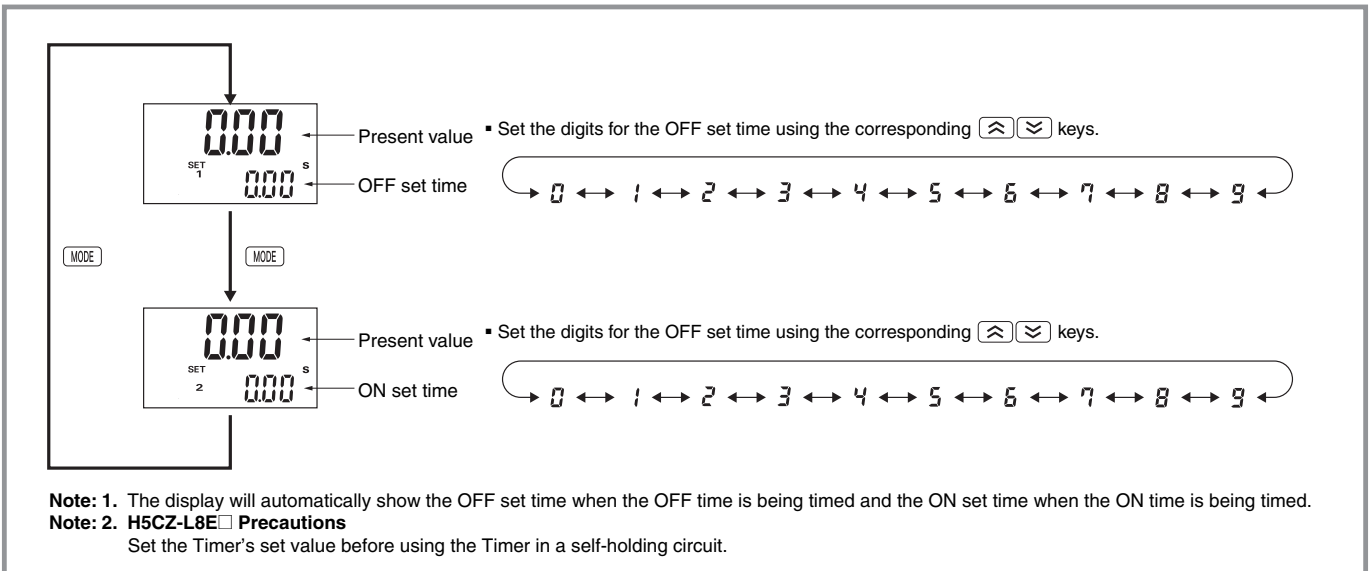 0.00
Present value
▪ Set the digits for the OFF set time using the corresponding keys.
SET 1
s
0.00
OFF set time
0 1 2 3 4 5 6 7 8 9
MODE
MODE
0.00
Present value
▪ Set the digits for the OFF set time using the corresponding keys.
SET 2
s
0.00
ON set time
0 1 2 3 4 5 6 7 8 9
Note: 1. The display will automatically show the OFF set time when the OFF time is being timed and the ON set time when the ON time is being timed.
Note: 2. H5CZ-L8E□ Precautions
Set the Timer's set value before using the Timer in a self-holding circuit.